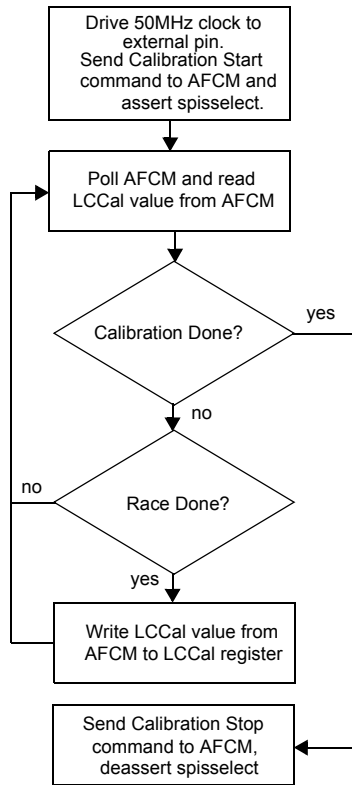 Drive 50MHz clock to
external pin.
Send Calibration Start
command to AFCM and
assert spisselect.
Poll AFCM and read
LCCal value from AFCM
Calibration Done?
yes
no
Race Done?
no
yes
Write LCCal value from
AFCM to LCCal register
Send Calibration Stop
command to AFCM,
deassert spisselect